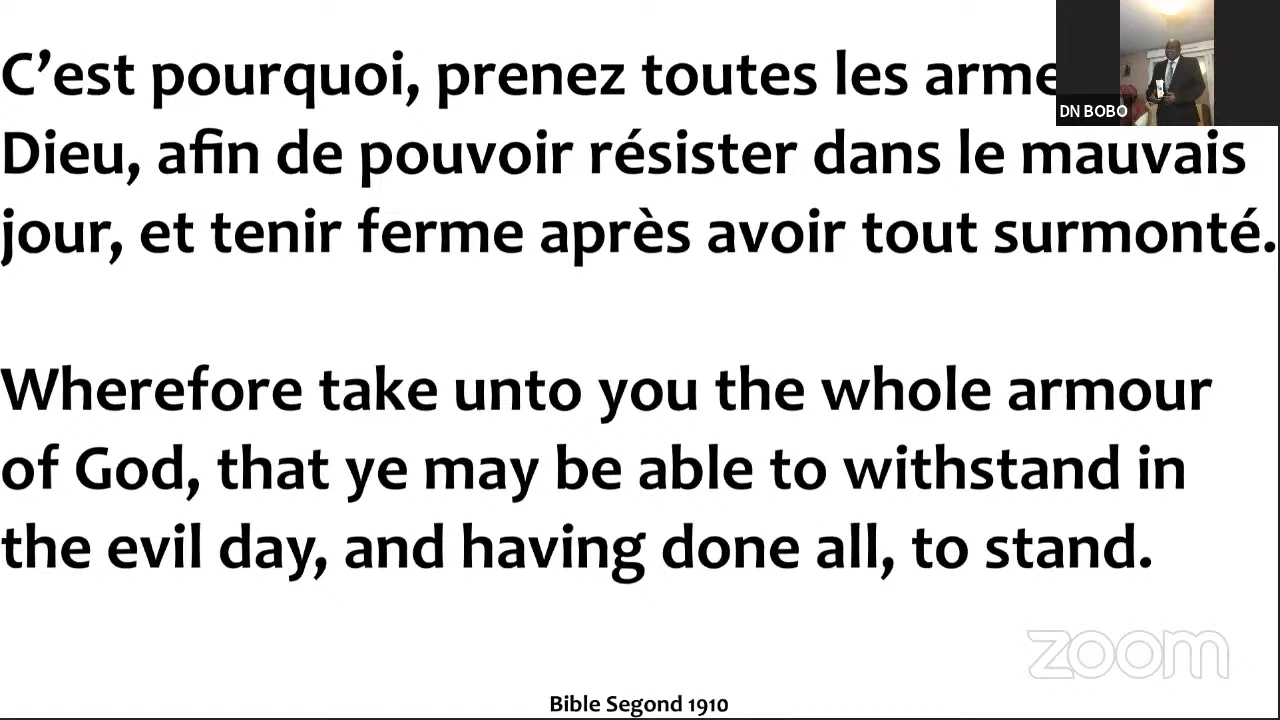 C’est pourquoi, prenez toutes les
Dieu, afin de pouvoir résister dans le mauvais
jour, et tenir ferme après avoir tout surmonté.
Wherefore take unto you the whole armour
of God, that ye may be able to withstand in
the evil day, and having done all, to stand.
DN BOBO
zoom
Bible Segond 1910